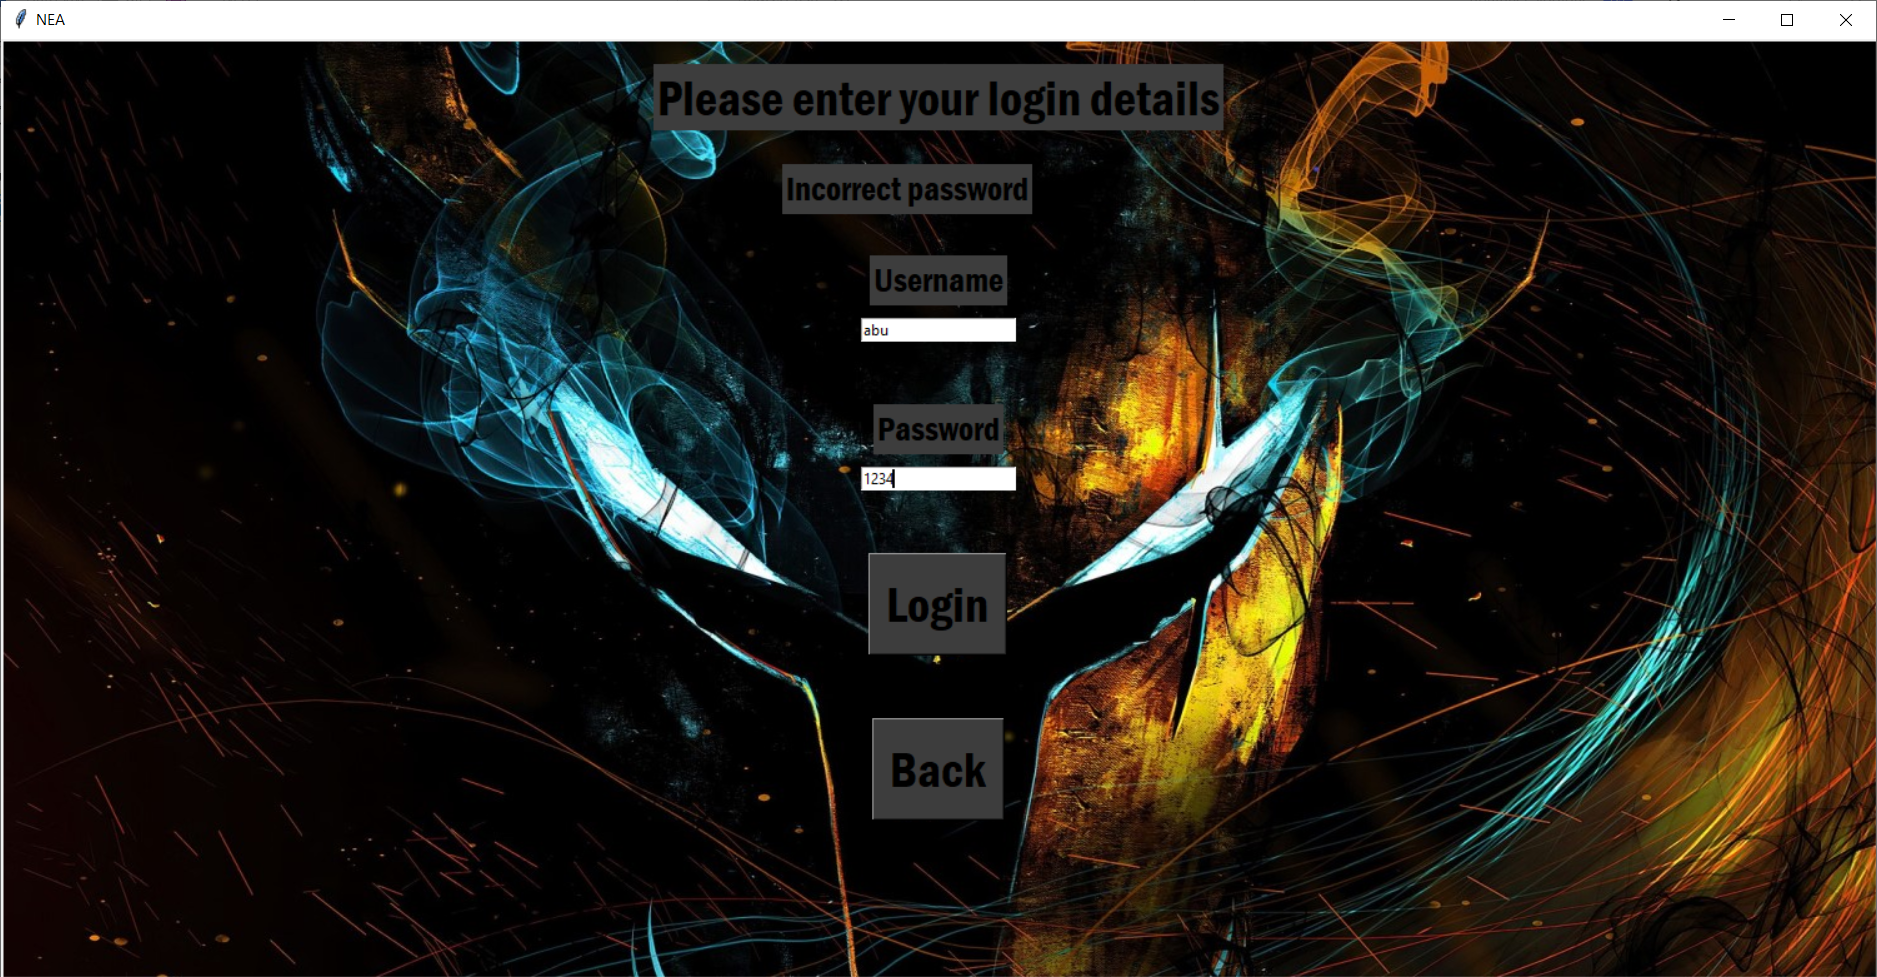 NEA
Please enter your login details
Incorrect password
Username
abu
Password
1234
Login
Back